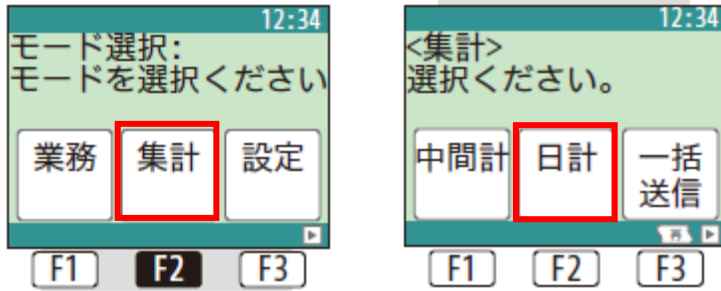 12:34
モード選択:
モードを選択ください
業務 集計 設定
F1 F2 F3
12:34
<集計>
選択ください。
中間計 日計 一括
送信
再
F1 F2 F3